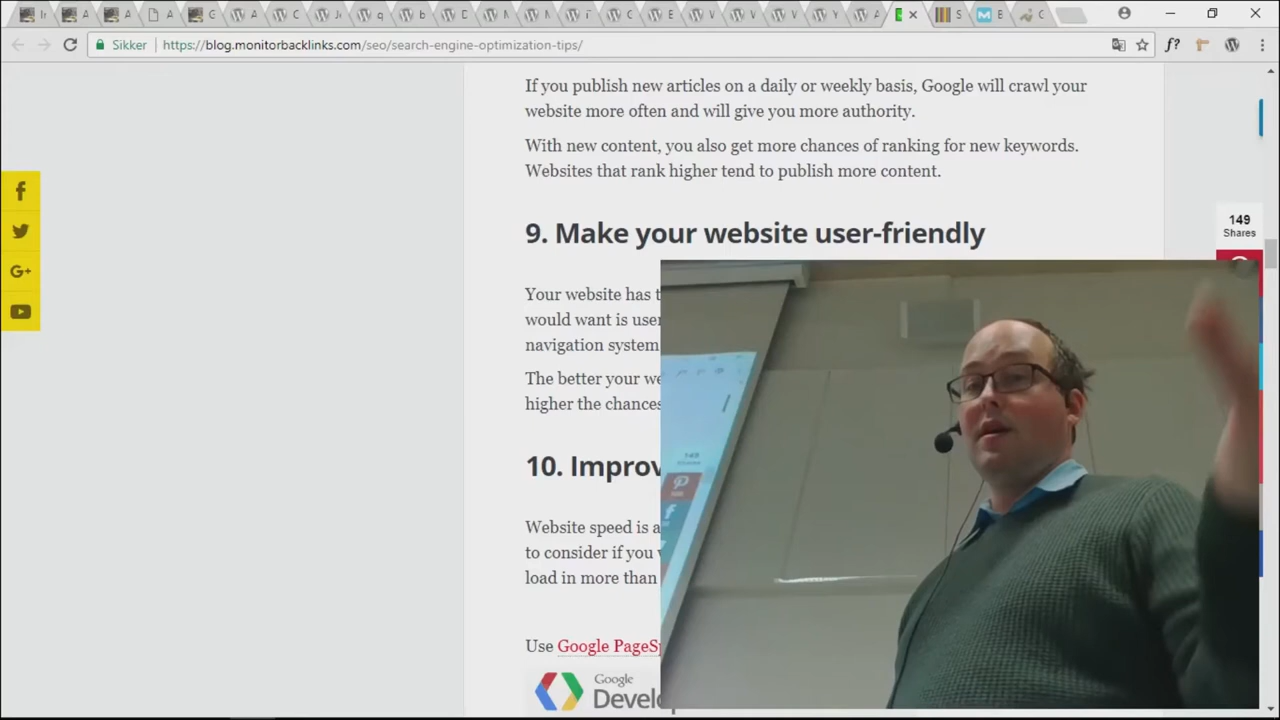 Sikker
https://blog.monitorbacklinks.com/seo/search-engine-optimization-tips/
If you publish new articles on a daily or weekly basis, Google will crawl your
website more often and will give you more authority.
With new content, you also get more chances of ranking for new keywords.
Websites that rank higher tend to publish more content.
149
Shares
9. Make your website user-friendly
Your website has t
would want is user
navigation system
The better your we
higher the chances
10. Improv
Website speed is a
to consider if you v
load in more than
Use Google PageSp
Google
Develop
149